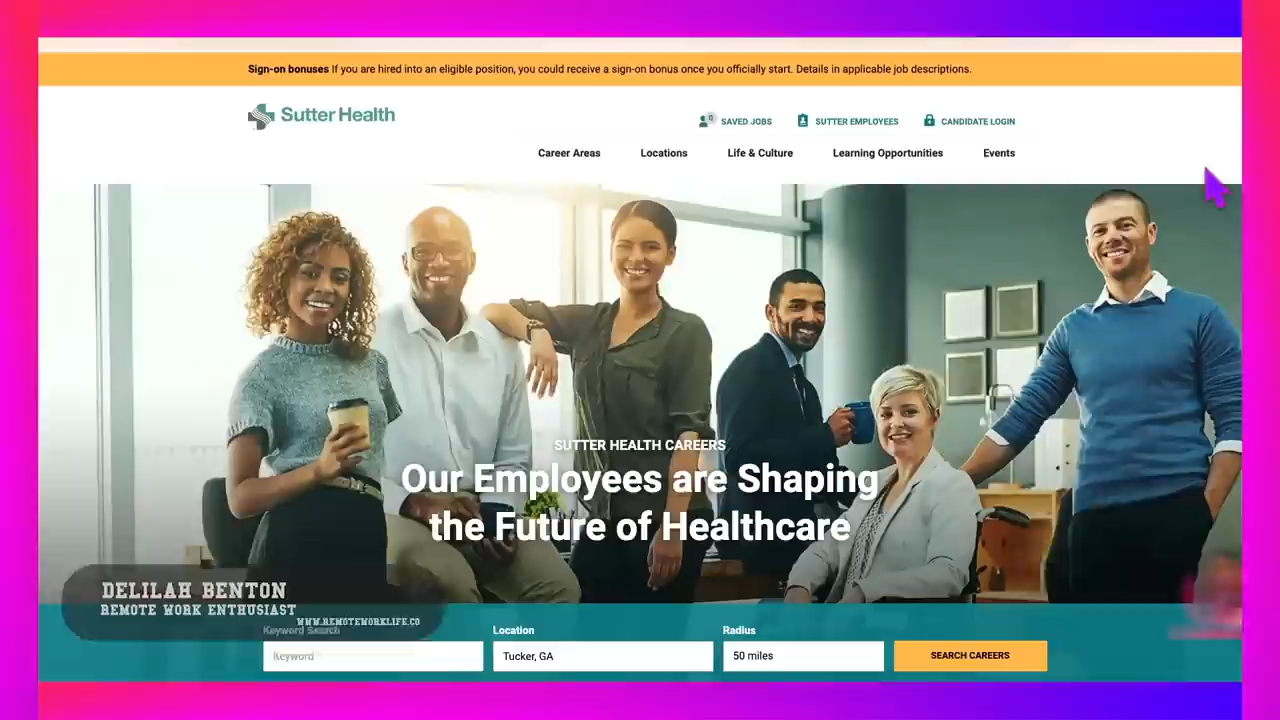 Sign-on bonuses If you are hired into an eligible position, you could receive a sign-on bonus once you officially start. Details in applicable job descriptions.
Sutter Health
0 SAVED JOBS SUTTER EMPLOYEES CANDIDATE LOGIN
Career Areas Locations Life & Culture Learning Opportunities Events
SUTTER HEALTH CAREERS
Our Employees are Shaping
the Future of Healthcare
DELILAH BENTON
REMOTE WORK ENTHUSIAST
WWW.REMOTEWORKLIFE.CO
Keyword Search Location Radius
Keyword Tucker, GA 50 miles SEARCH CAREERS